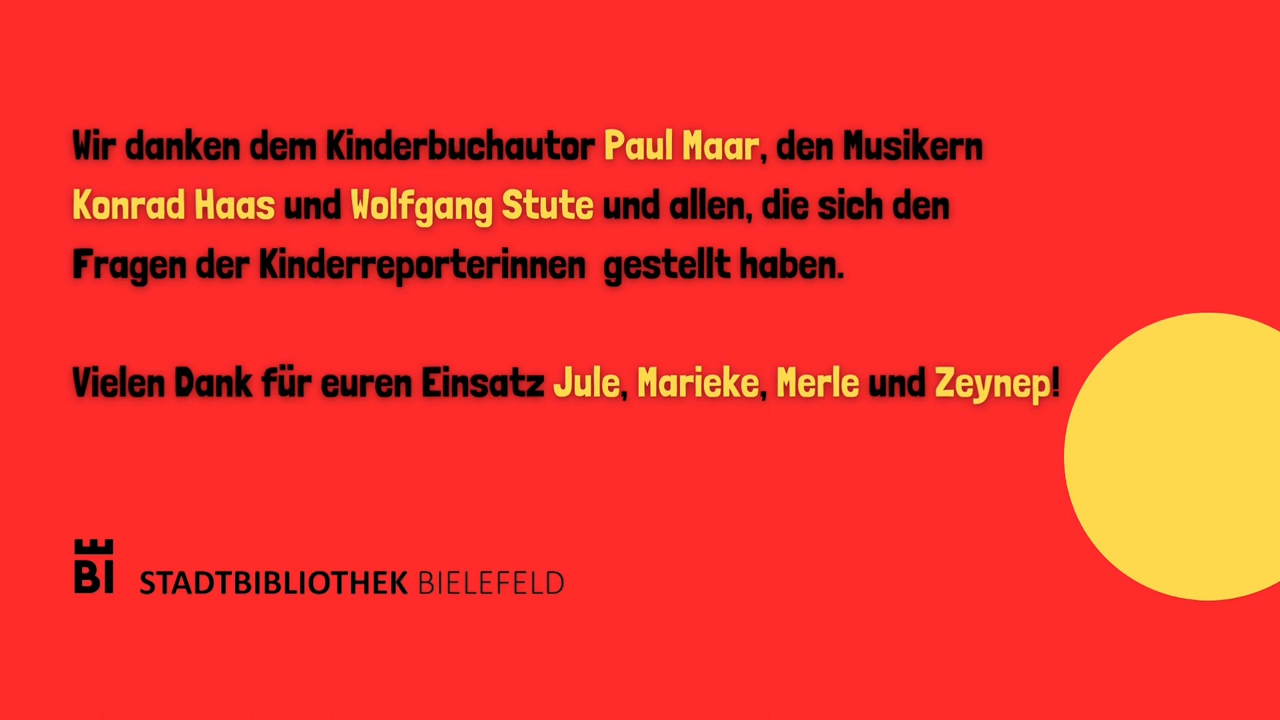 Wir danken dem Kinderbuchautor Paul Maar, den Musikern
Konrad Haas und Wolfgang Stute und allen, die sich den
Fragen der Kinderreporterinnen gestellt haben.
Vielen Dank für euren Einsatz Jule, Marieke, Merle und Zeynep!
BI STADTBIBLIOTHEK BIELEFELD